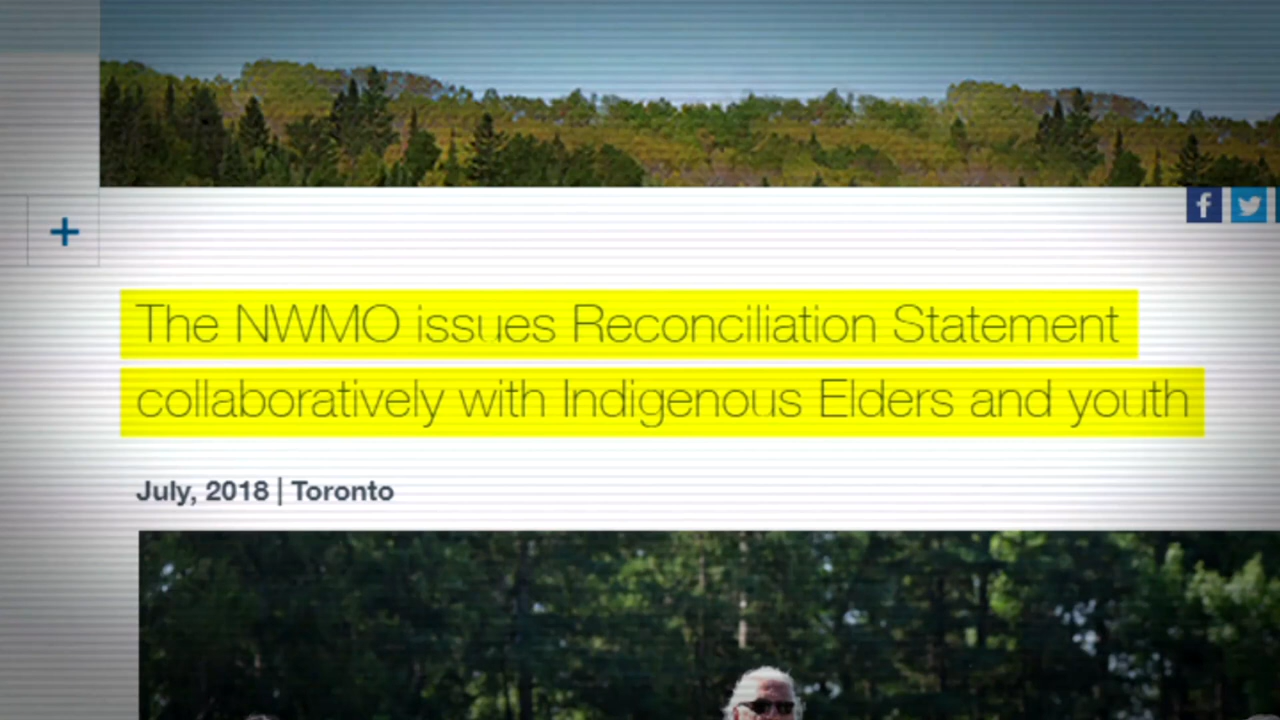 The NWMO issues Reconciliation Statement
collaboratively with Indigenous Elders and youth
July, 2018 | Toronto